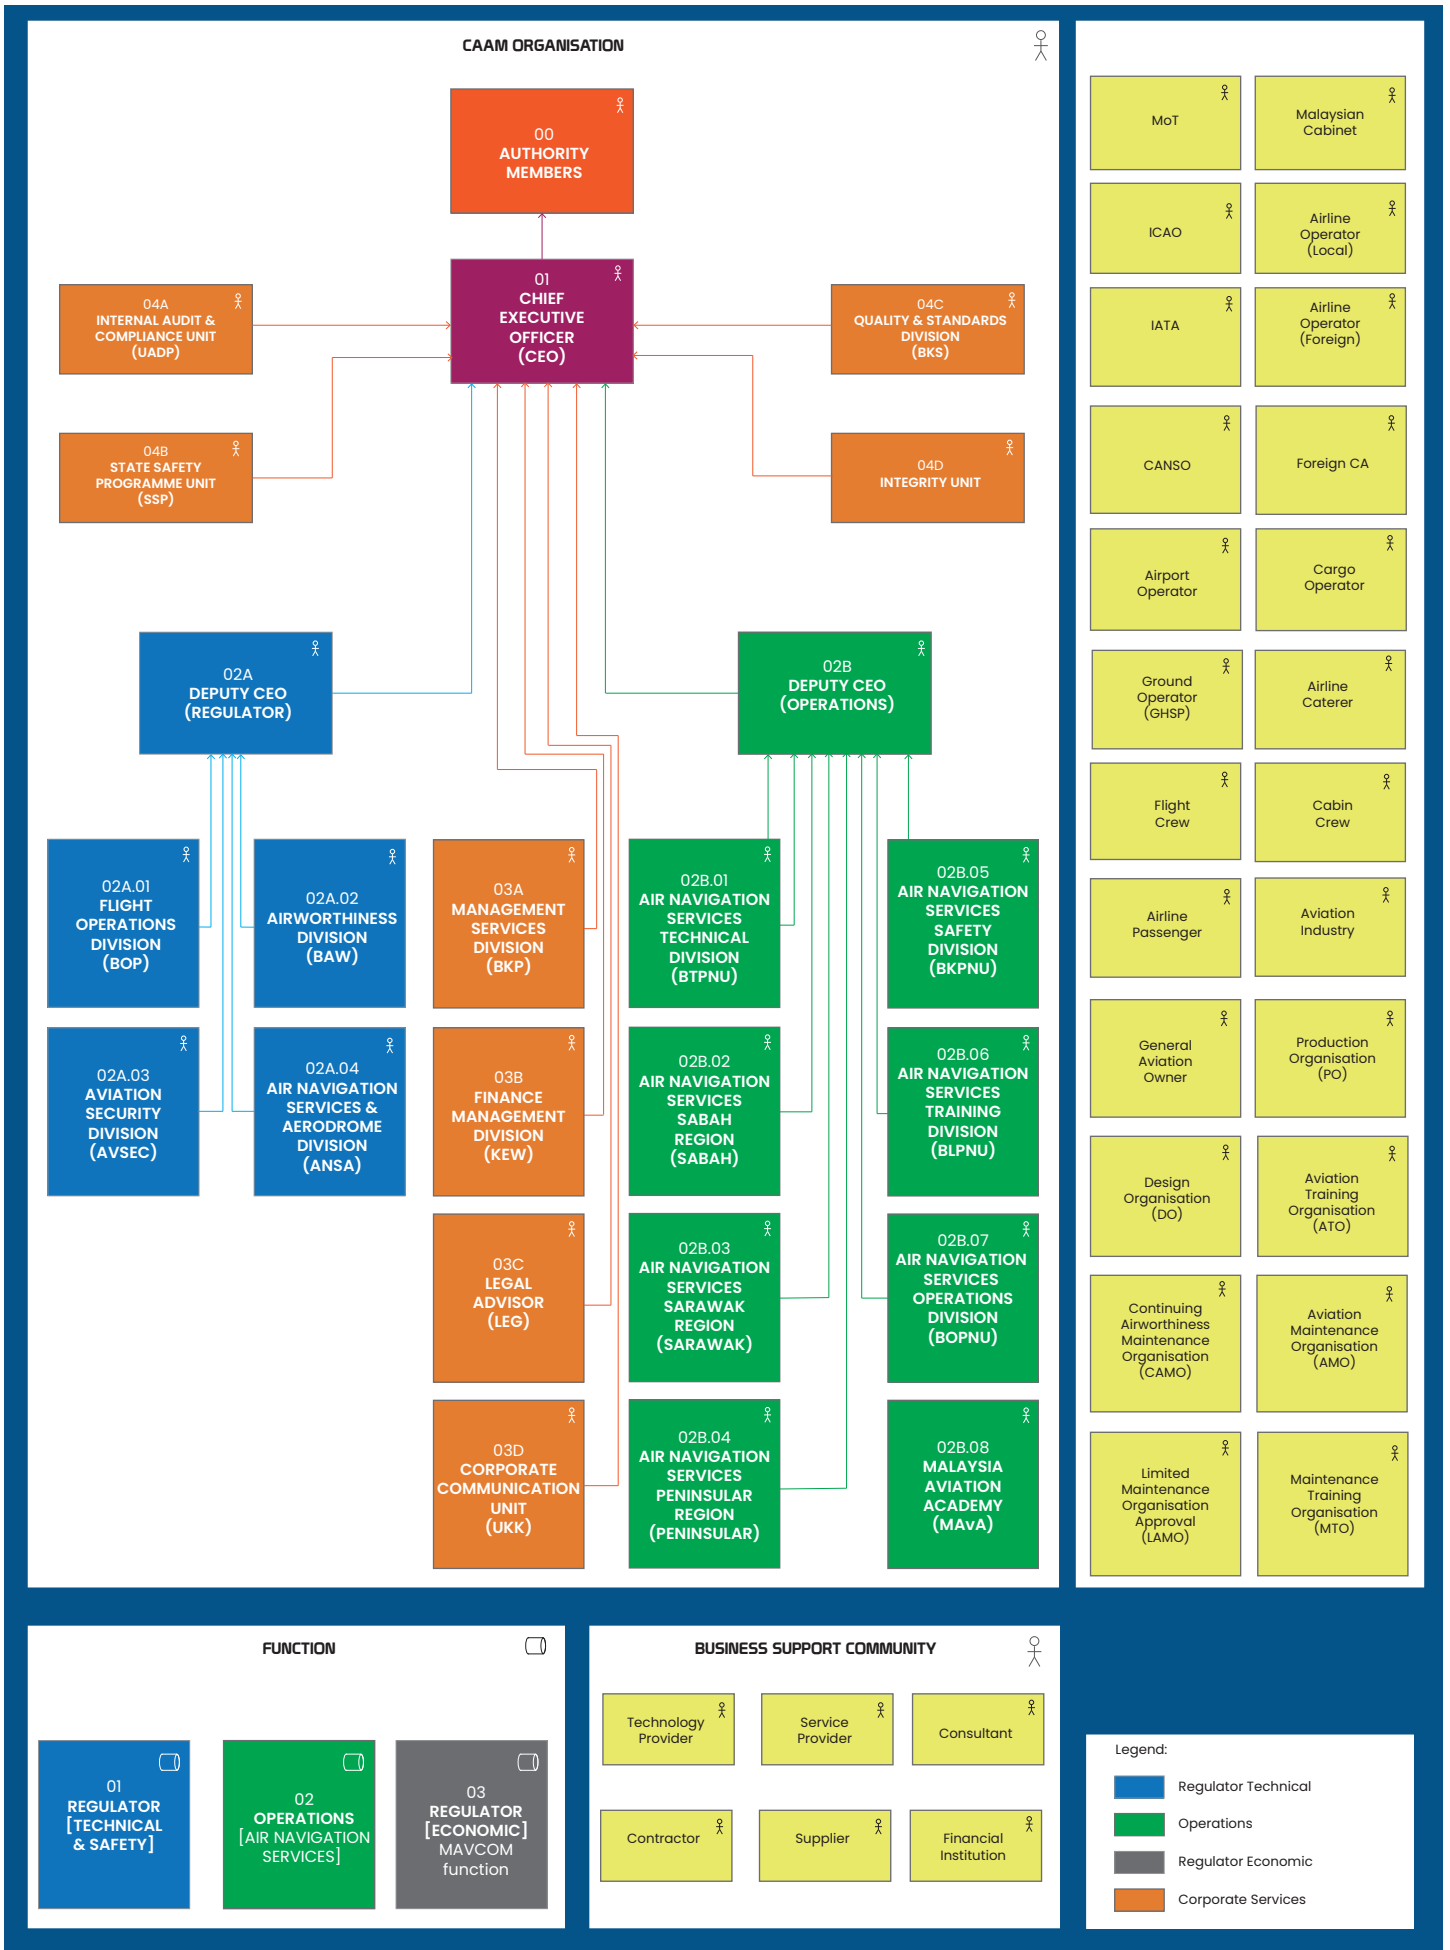 CAAM ORGANISATION
00
AUTHORITY
MEMBERS
01
CHIEF
EXECUTIVE
OFFICER
(CEO)
04A
INTERNAL AUDIT &
COMPLIANCE UNIT
(UADP)
04C
QUALITY & STANDARDS
DIVISION
(BKS)
04B
STATE SAFETY
PROGRAMME UNIT
(SSP)
04D
INTEGRITY UNIT
02A
DEPUTY CEO
(REGULATOR)
02B
DEPUTY CEO
(OPERATIONS)
02A.01
FLIGHT
OPERATIONS
DIVISION
(BOP)
02A.02
AIRWORTHINESS
DIVISION
(BAW)
03A
MANAGEMENT
SERVICES
DIVISION
(BKP)
02B.01
AIR NAVIGATION
SERVICES
TECHNICAL
DIVISION
(BTPNU)
02B.05
AIR NAVIGATION
SERVICES
SAFETY
DIVISION
(BKPNU)
02A.03
AVIATION
SECURITY
DIVISION
(AVSEC)
02A.04
AIR NAVIGATION
SERVICES &
AERODROME
DIVISION
(ANSA)
03B
FINANCE
MANAGEMENT
DIVISION
(KEW)
02B.02
AIR NAVIGATION
SERVICES
SABAH
REGION
(SABAH)
02B.06
AIR NAVIGATION
SERVICES
TRAINING
DIVISION
(BLPNU)
03C
LEGAL
ADVISOR
(LEG)
02B.03
AIR NAVIGATION
SERVICES
SARAWAK
REGION
(SARAWAK)
02B.07
AIR NAVIGATION
SERVICES
OPERATIONS
DIVISION
(BOPNU)
03D
CORPORATE
COMMUNICATION
UNIT
(UKK)
02B.04
AIR NAVIGATION
SERVICES
PENINSULAR
REGION
(PENINSULAR)
02B.08
MALAYSIA
AVIATION
ACADEMY
(MAvA)
MoT
Malaysian
Cabinet
ICAO
Airline
Operator
(Local)
IATA
Airline
Operator
(Foreign)
CANSO
Foreign CA
Airport
Operator
Cargo
Operator
Ground
Operator
(GHSP)
Airline
Caterer
Flight
Crew
Cabin
Crew
Airline
Passenger
Aviation
Industry
General
Aviation
Owner
Production
Organisation
(PO)
Design
Organisation
(DO)
Aviation
Training
Organisation
(ATO)
Continuing
Airworthiness
Maintenance
Organisation
(CAMO)
Aviation
Maintenance
Organisation
(AMO)
Limited
Maintenance
Organisation
Approval
(LAMO)
Maintenance
Training
Organisation
(MTO)
FUNCTION
01
REGULATOR
[TECHNICAL
& SAFETY]
02
OPERATIONS
[AIR NAVIGATION
SERVICES]
03
REGULATOR
[ECONOMIC]
MAVCOM
function
BUSINESS SUPPORT COMMUNITY
Technology
Provider
Service
Provider
Consultant
Contractor
Supplier
Financial
Institution
Legend:
Regulator Technical
Operations
Regulator Economic
Corporate Services